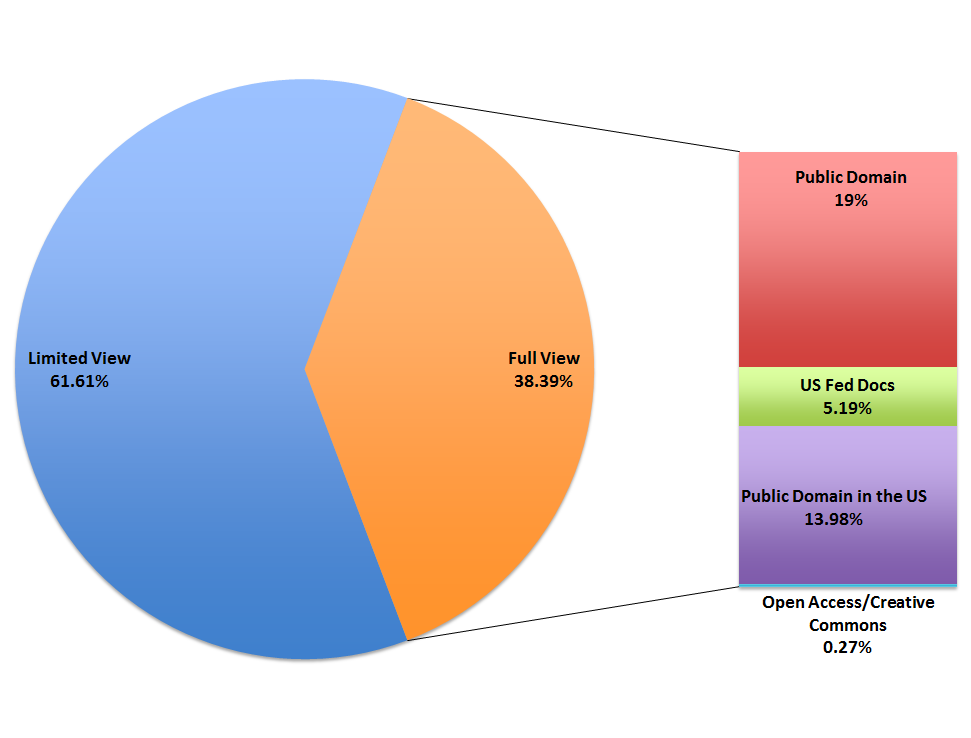 Limited View
61.61%
Full View
38.39%
Public Domain
19%
US Fed Docs
5.19%
Public Domain in the US
13.98%
Open Access/Creative
Commons
0.27%